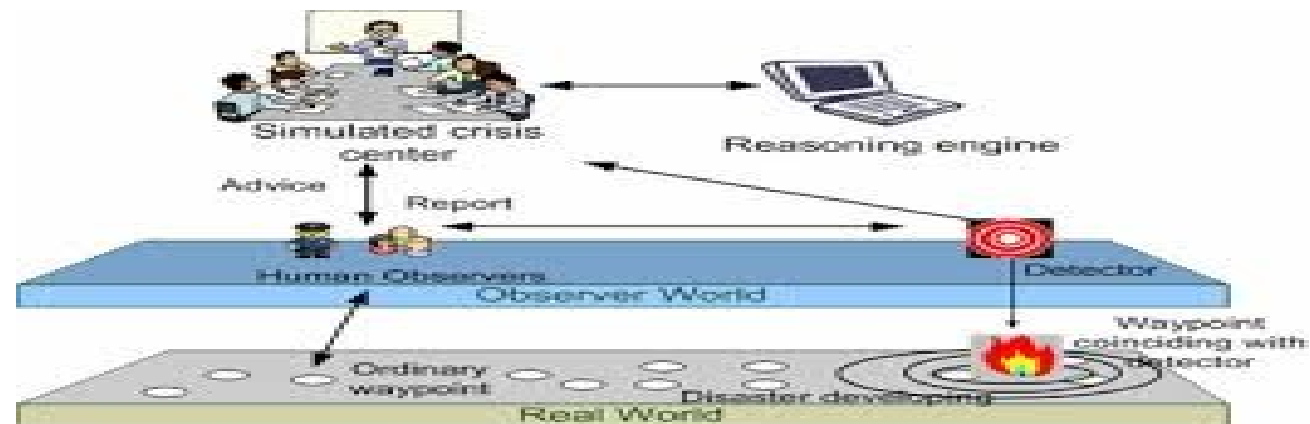 Simulated crisis
center
Reasoning engine
Advice
Report
Human Observers
Detector
Observer World
Waypoint
coinciding with
detector
Ordinary
waypoint
Disaster developing
Real World